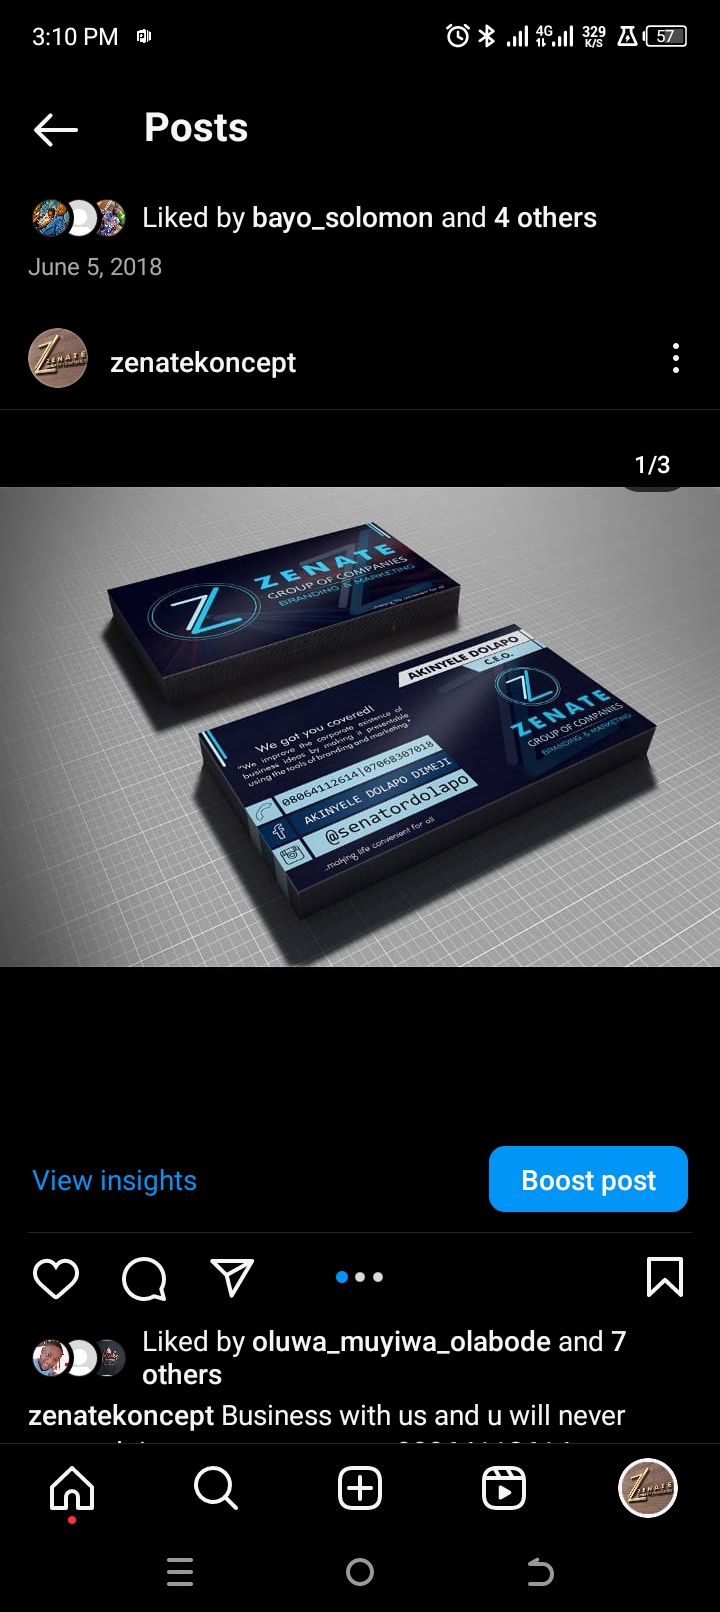 3:10 PM
4G
329
K/S
57
Posts
Liked by bayo_solomon and 4 others
June 5, 2018
ZENATE
zenatekoncept
1/3
ZENATE
GROUP OF COMPANIES
BRANDING & MARKETING
...making life convenient for all
AKINYELE DOLAPO
C.E.O.
ZENATE
GROUP OF COMPANIES
BRANDING & MARKETING
We got you covered!
"We improve the corporate existence of
business ideas by making it presentable
using the tools of branding and marketing."
08064112614|07068307018
AKINYELE DOLAPO DIMEJI
@senatordolapo
...making life convenient for all
View insights
Boost post
Liked by oluwa_muyiwa_olabode and 7
others
zenatekoncept Business with us and u will never
ZENATE